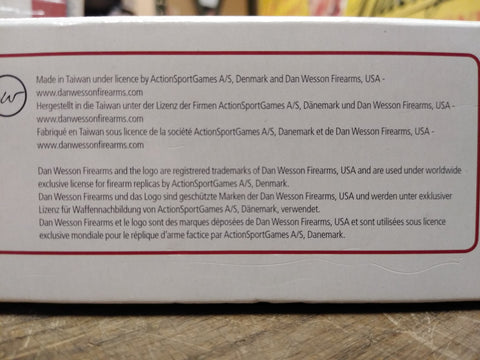 W
Made in Taiwan under licence by ActionSportGames A/S, Denmark and Dan Wesson Firearms, USA -
www.danwessonfirearms.com
Hergestellt in die Taiwan unter der Lizenz der Firmen ActionSportGames A/S, Dänemark und Dan Wesson Firearms, USA -
www.danwessonfirearms.com
Fabriqué en Taiwan sous licence de la société ActionSportGames A/S, Danemark et de Dan Wesson Firearms, USA -
www.danwessonfirearms.com
Dan Wesson Firearms and the logo are registrered trademarks of Dan Wesson Firearms, USA and are used under worldwide
exclusive license for firearm replicas by ActionSportGames A/S, Denmark.
Dan Wesson Firearms und das Logo sind geschützte Marken der Dan Wesson Firearms, USA und werden unter exklusiver
Lizenz für Waffennachbildung von ActionSportGames A/S, Dänemark, verwendet.
Dan Wesson Firearms et le logo sont des marques déposées de Dan Wesson Firearms, USA et sont utilisées sous licence
exclusive mondiale pour le réplique d'arme factice par ActionSportGames A/S, Danemark.